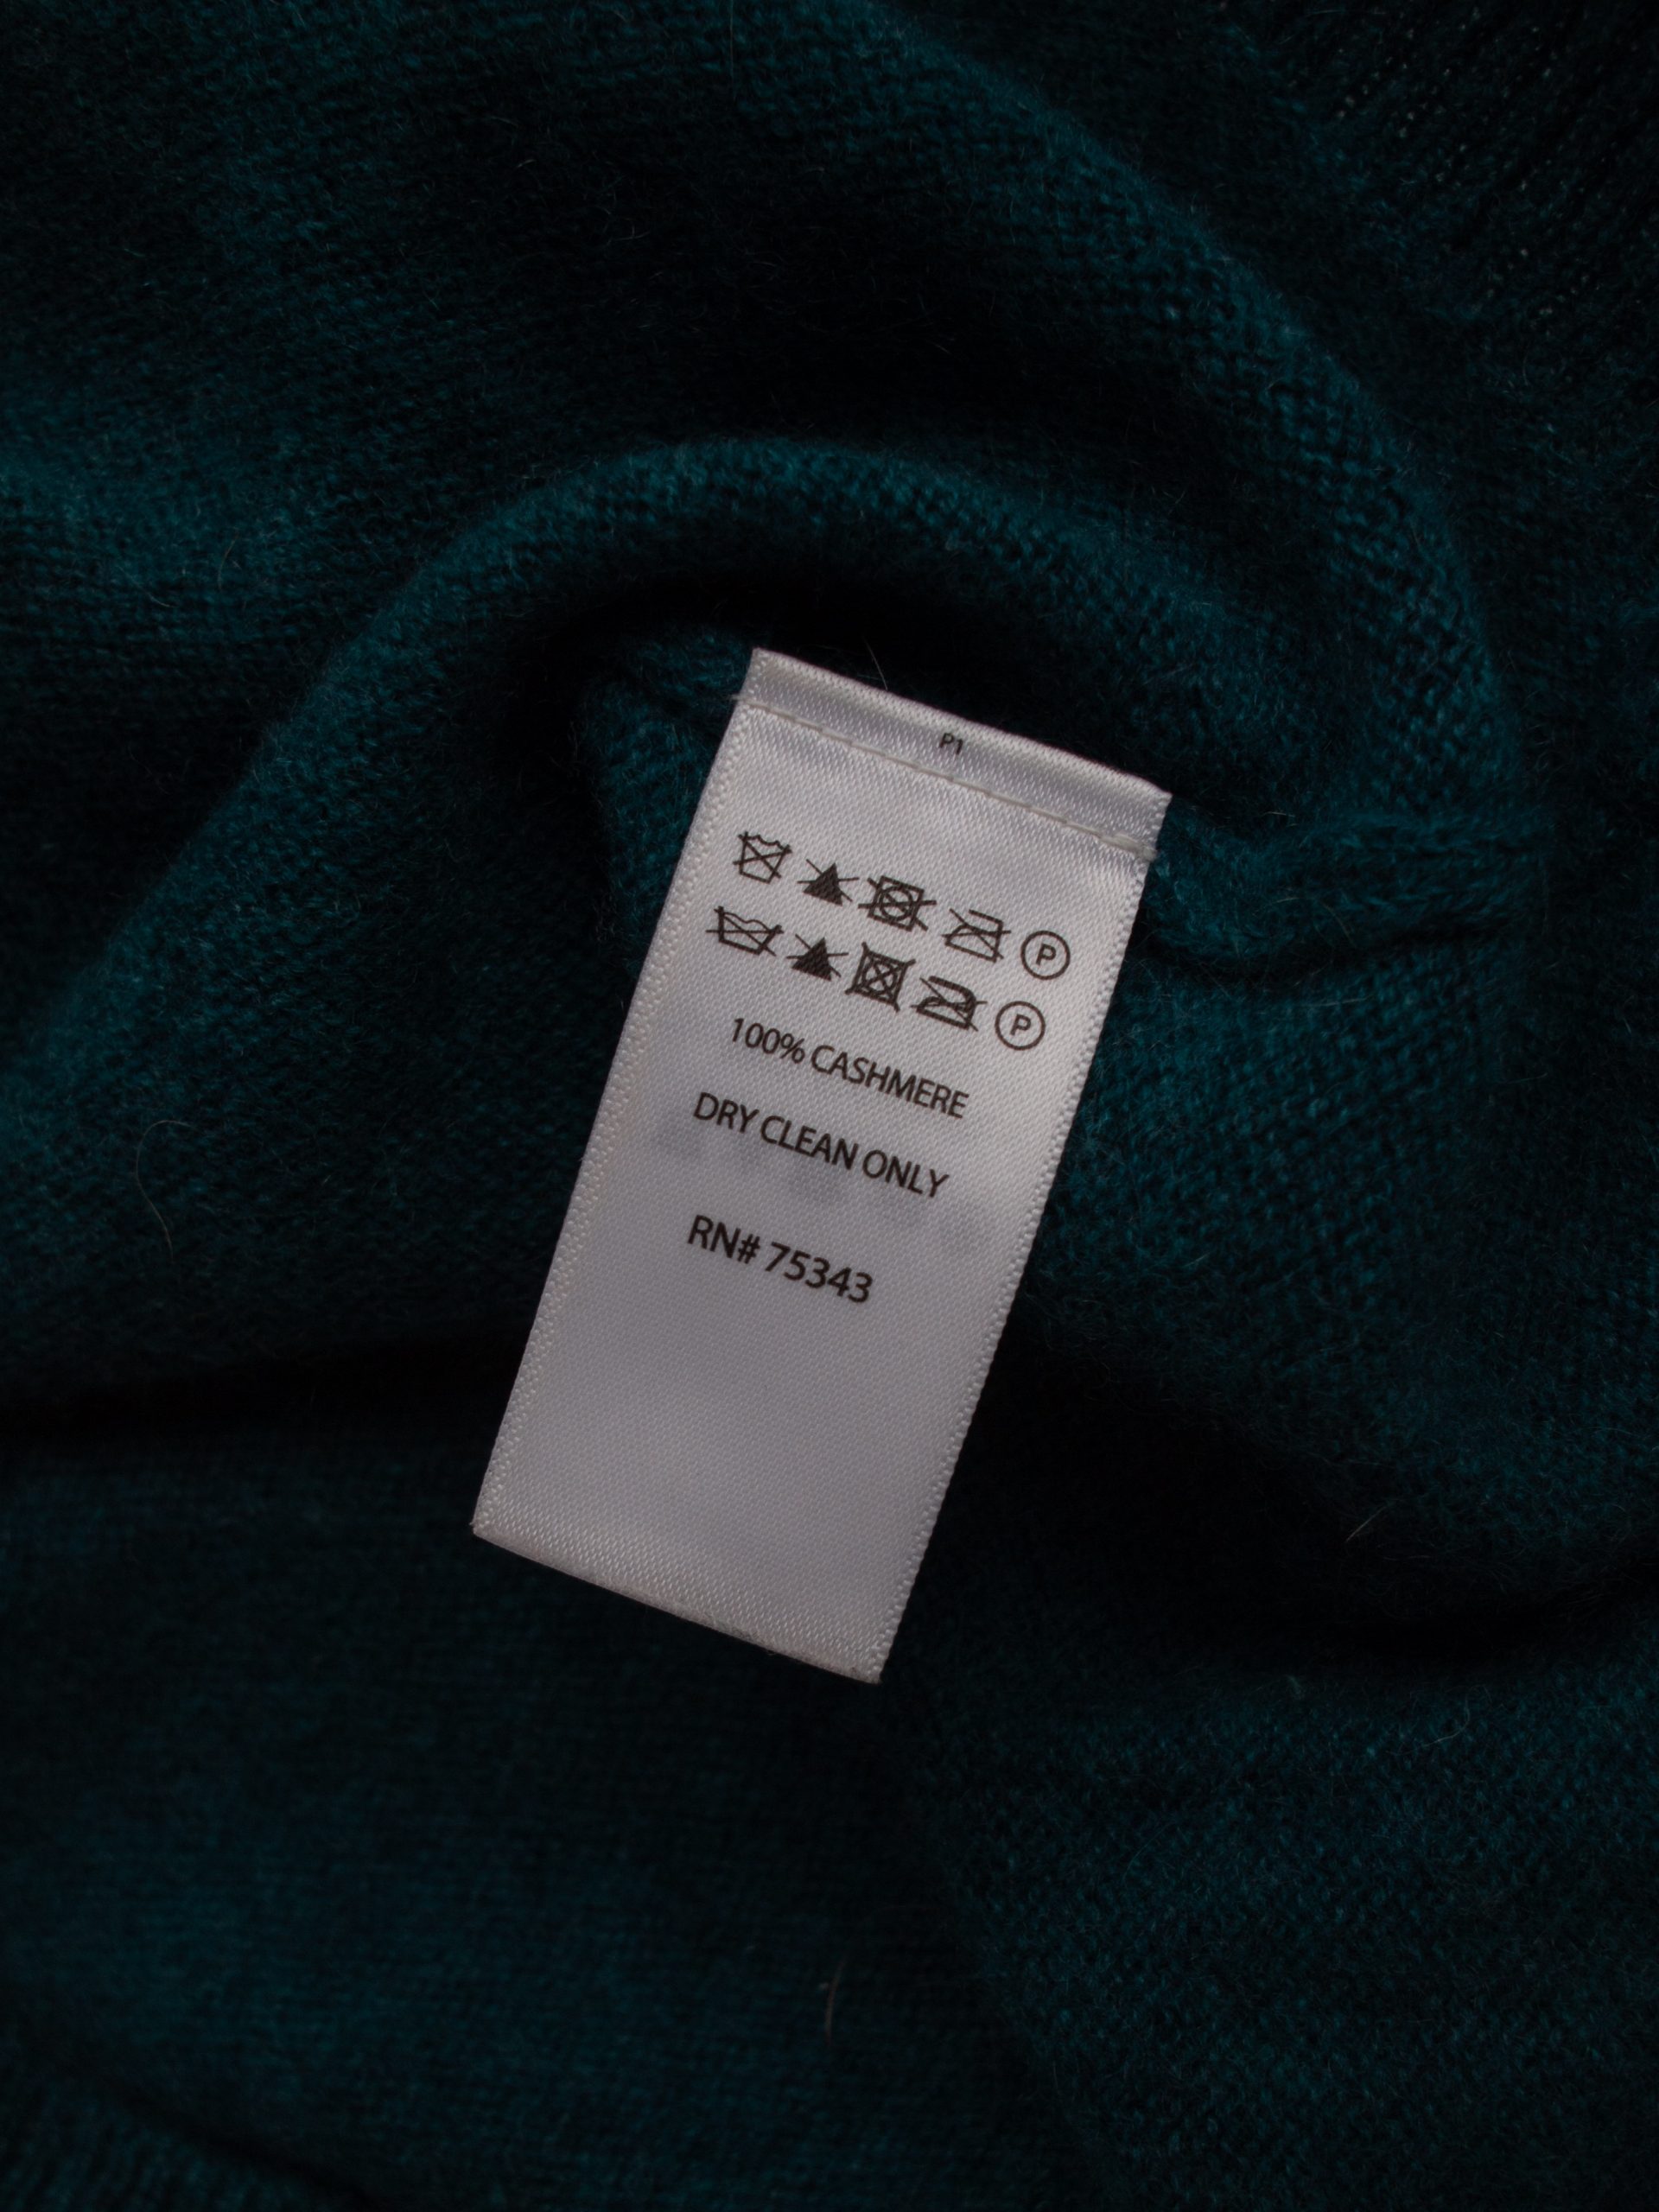 P1
P
P
100% CASHMERE
DRY CLEAN ONLY
RN# 75343